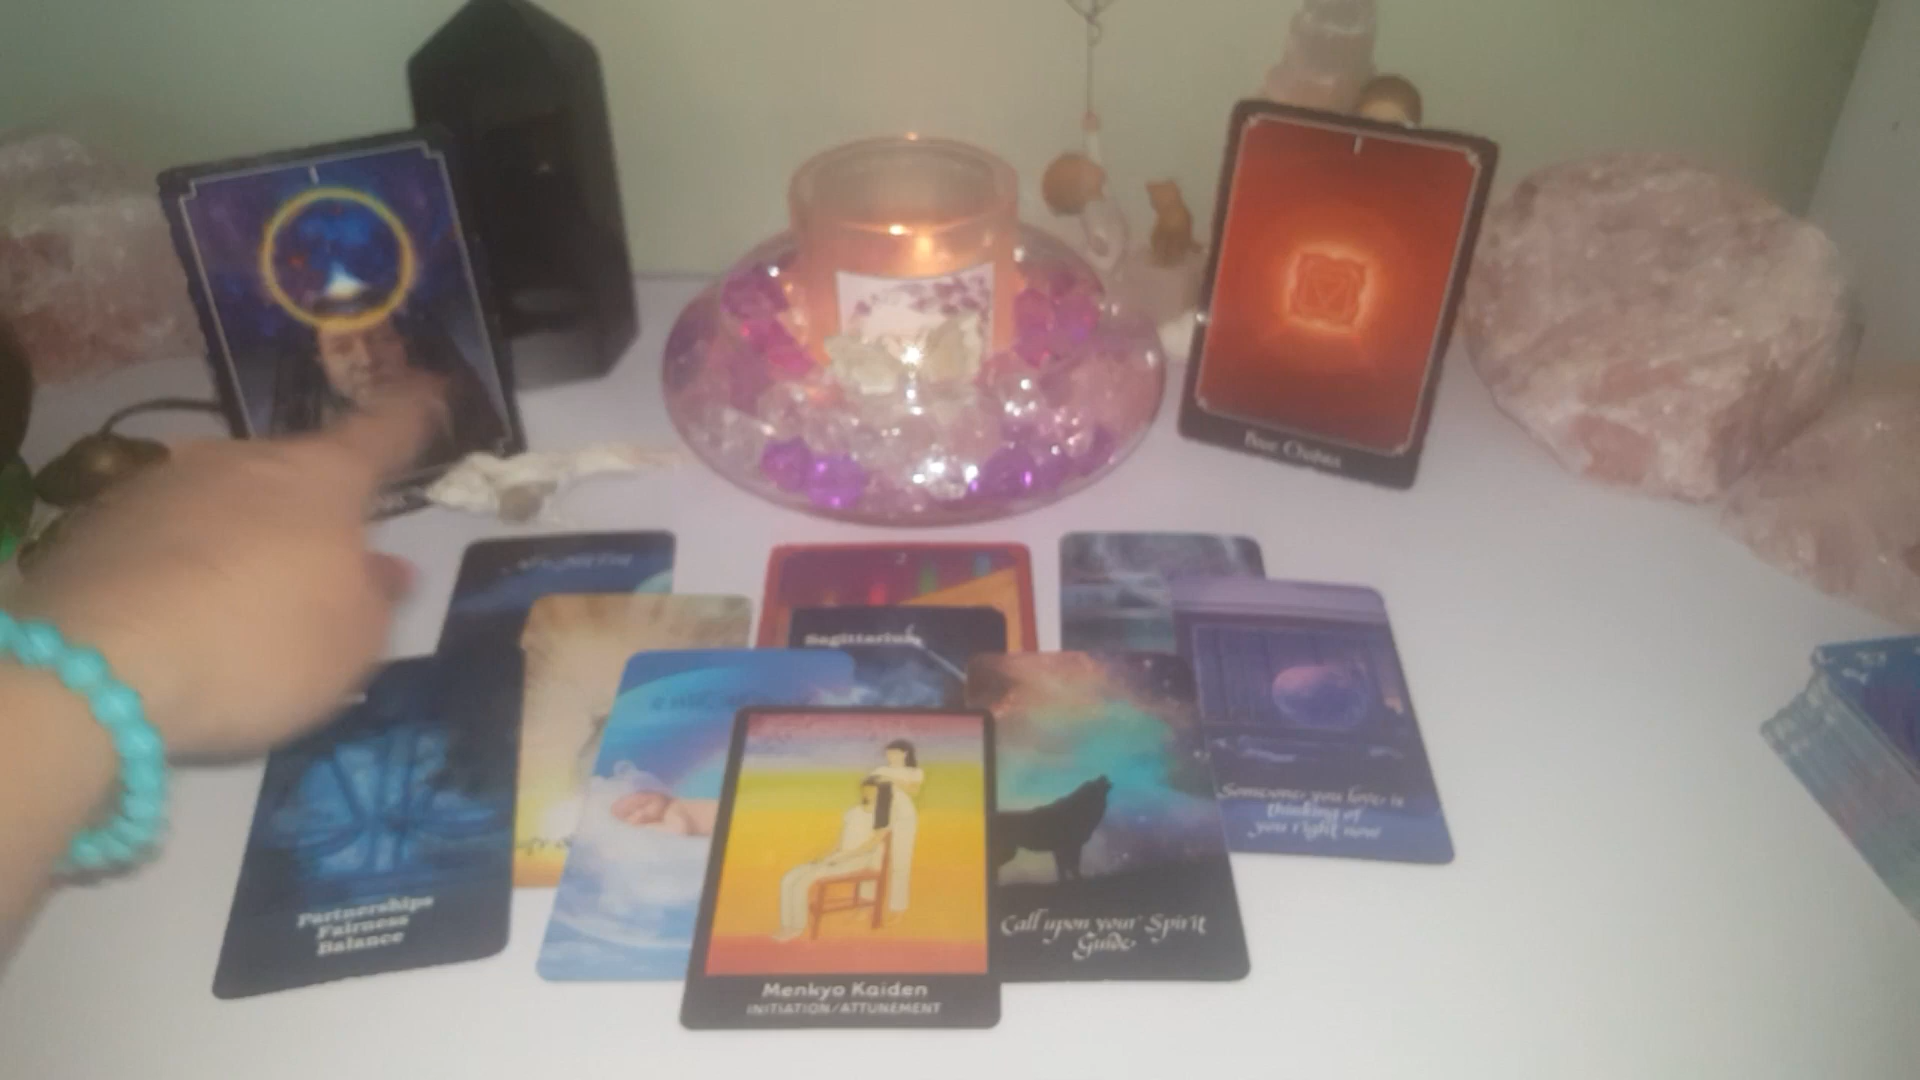 Base Chakra
Sagittarius
Someone you love is
thinking of
you right now
Partnerships
Fairness
Balance
Call upon your Spirit
Guide
Menkyo Kaiden
INITIATION/ATTUNEMENT